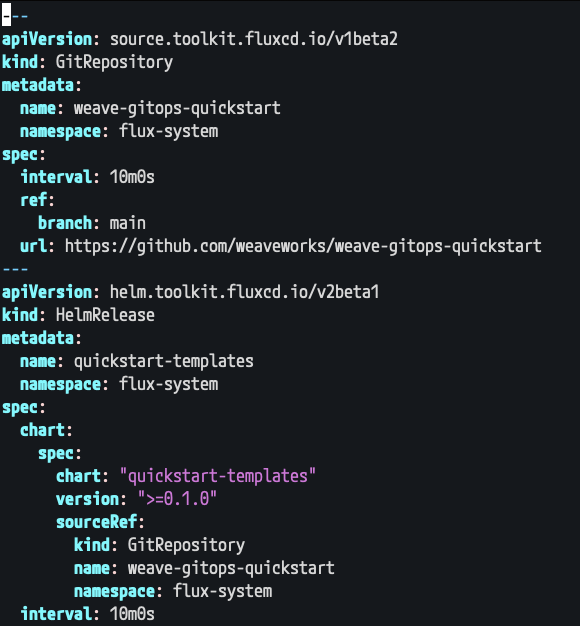 ---
apiVersion: source.toolkit.fluxcd.io/v1beta2
kind: GitRepository
metadata:
  name: weave-gitops-quickstart
  namespace: flux-system
spec:
  interval: 10m0s
  ref:
    branch: main
  url: https://github.com/weaveworks/weave-gitops-quickstart
---
apiVersion: helm.toolkit.fluxcd.io/v2beta1
kind: HelmRelease
metadata:
  name: quickstart-templates
  namespace: flux-system
spec:
  chart:
    spec:
      chart: "quickstart-templates"
      version: ">=0.1.0"
      sourceRef:
        kind: GitRepository
        name: weave-gitops-quickstart
        namespace: flux-system
  interval: 10m0s